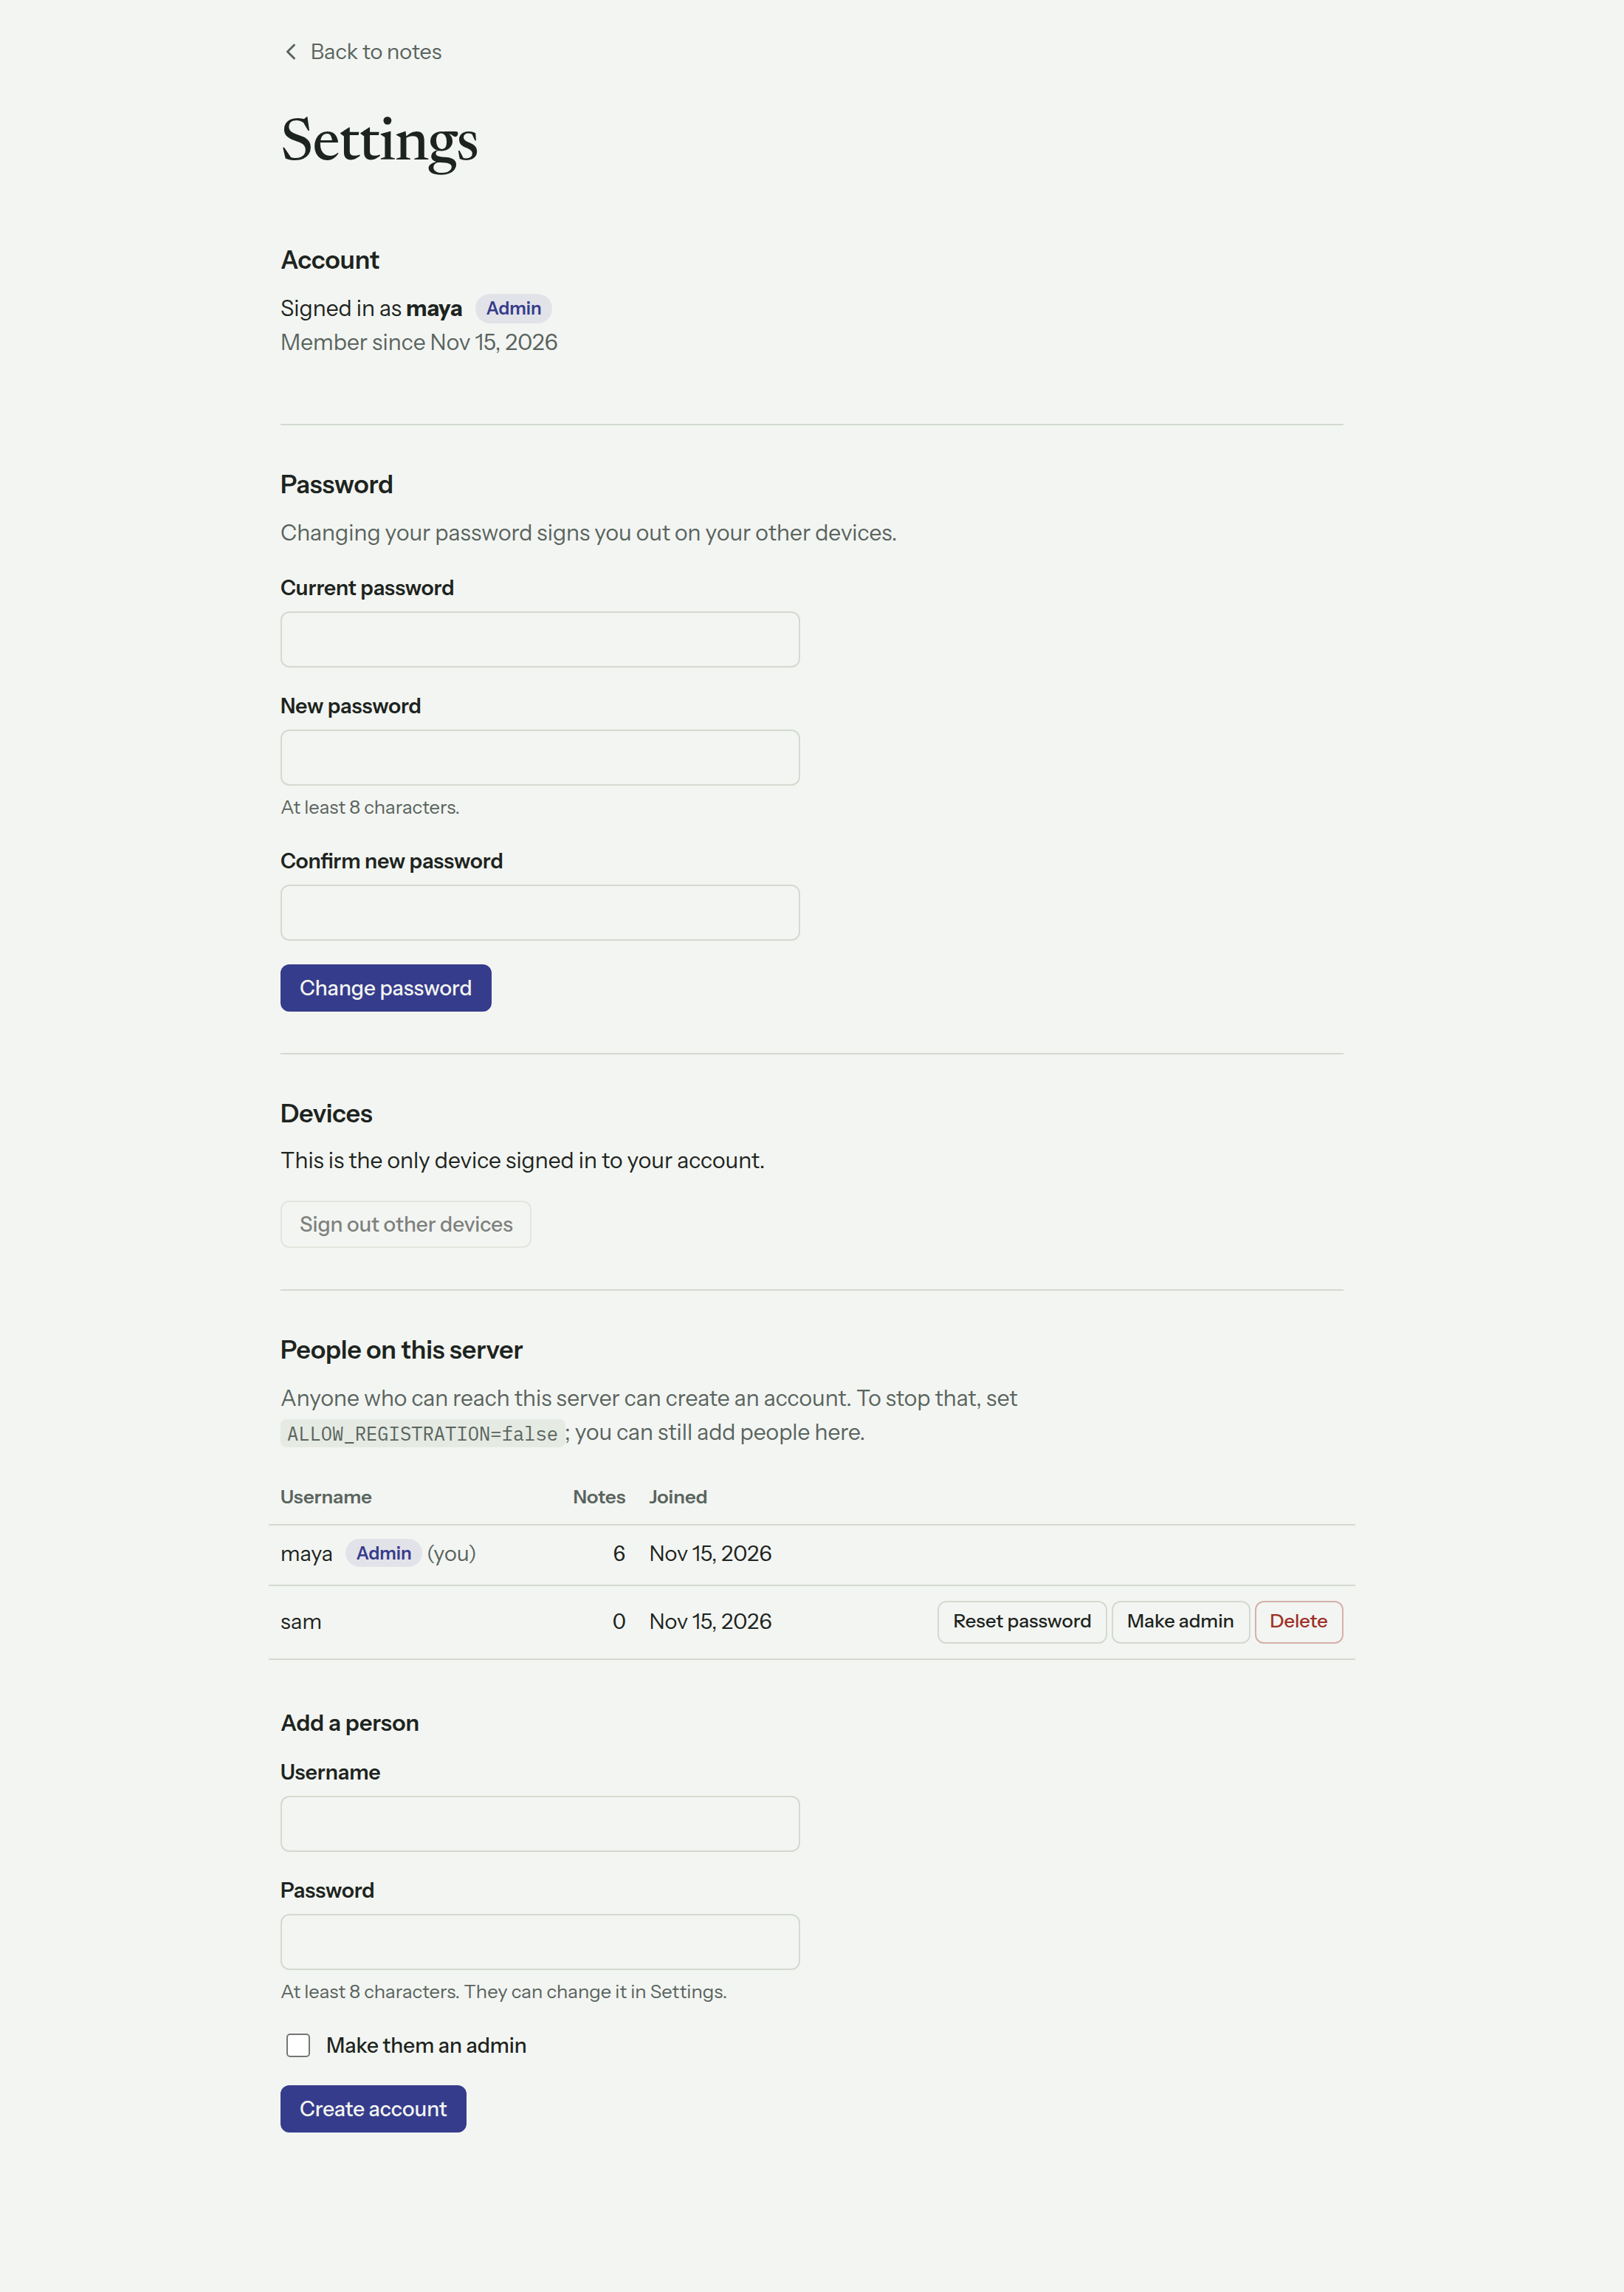 Back to notes
Settings
Account
Signed in as maya Admin
Member since Nov 15, 2026
Password
Changing your password signs you out on your other devices.
Current password
New password
At least 8 characters.
Confirm new password
Change password
Devices
This is the only device signed in to your account.
Sign out other devices
People on this server
Anyone who can reach this server can create an account. To stop that, set
ALLOW_REGISTRATION=false; you can still add people here.
Username Notes Joined
maya Admin (you) 6 Nov 15, 2026
sam 0 Nov 15, 2026 Reset password Make admin Delete
Add a person
Username
Password
At least 8 characters. They can change it in Settings.
Make them an admin
Create account